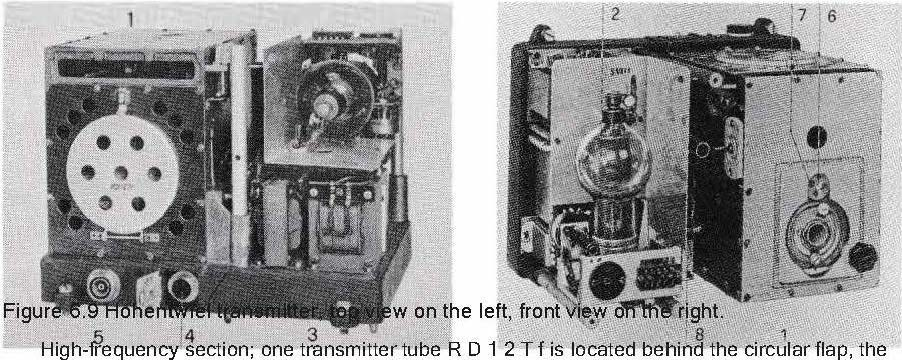 1
2
7 6
Figure 6.9 Hohentwiel transmitter, top view on the left, front view on the right.
5 4 3 8 1
High-frequency section; one transmitter tube R D 1 2 T f is located behind the circular flap, the